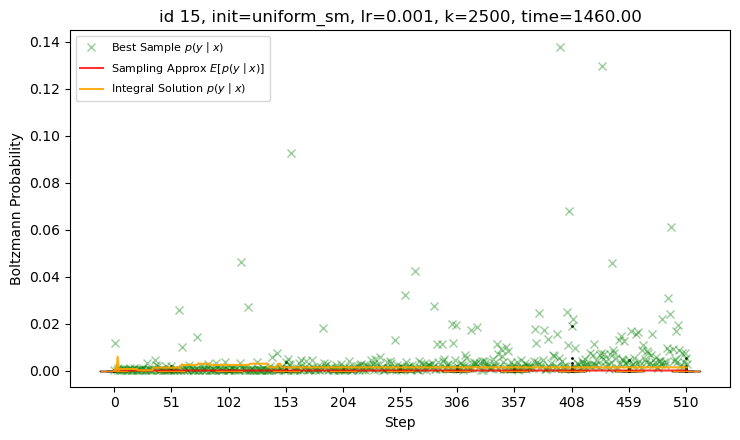 id 15, init=uniform_sm, lr=0.001, k=2500, time=1460.00
Boltzmann Probability
0.14
0.12
0.10
0.08
0.06
0.04
0.02
0.00
Best Sample p(y | x)
Sampling Approx E[p(y | x)]
Integral Solution p(y | x)
0 51 102 153 204 255 306 357 408 459 510
Step